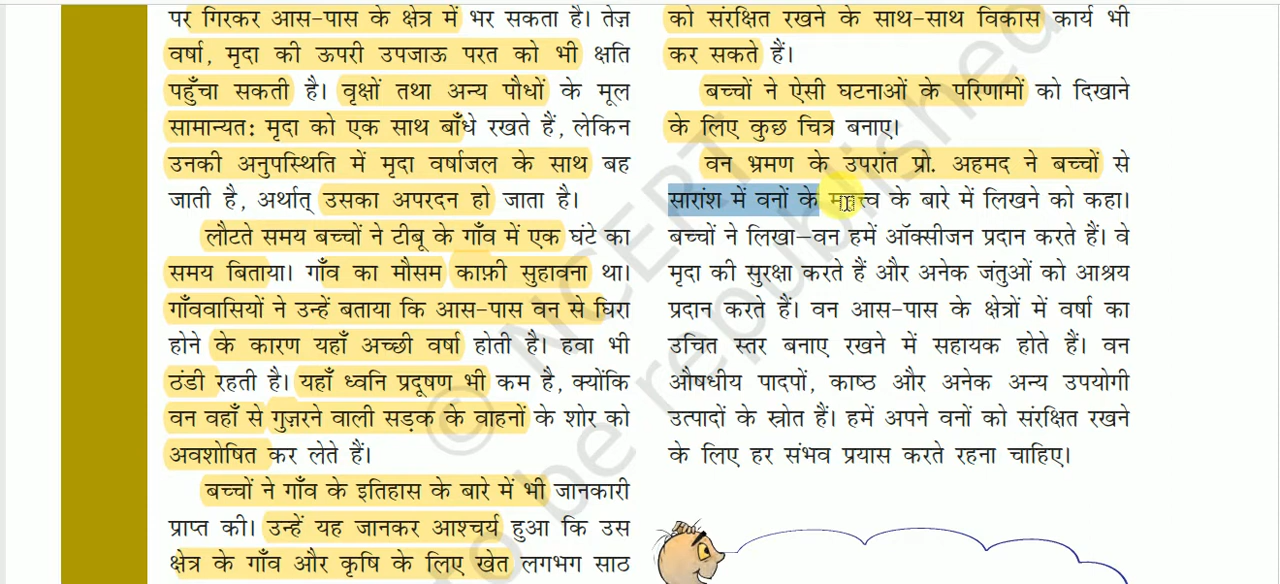 पर गिरकर आस-पास के क्षेत्र में भर सकता है। तेज़
वर्षा, मृदा की ऊपरी उपजाऊ परत को भी क्षति
पहुँचा सकती है। वृक्षों तथा अन्य पौधों के मूल
सामान्यत: मृदा को एक साथ बाँधे रखते हैं, लेकिन
उनकी अनुपस्थिति में मृदा वर्षाजल के साथ बह
जाती है, अर्थात् उसका अपरदन हो जाता है।
लौटते समय बच्चों ने टीबू के गाँव में एक घंटे का
समय बिताया। गाँव का मौसम काफ़ी सुहावना था।
गाँववासियों ने उन्हें बताया कि आस-पास वन से घिरा
होने के कारण यहाँ अच्छी वर्षा होती है। हवा भी
ठंडी रहती है। यहाँ ध्वनि प्रदूषण भी कम है, क्योंकि
वन वहाँ से गुज़रने वाली सड़क के वाहनों के शोर को
अवशोषित कर लेते हैं।
बच्चों ने गाँव के इतिहास के बारे में भी जानकारी
प्राप्त की। उन्हें यह जानकर आश्चर्य हुआ कि उस
क्षेत्र के गाँव और कृषि के लिए खेत लगभग साठ
को संरक्षित रखने के साथ-साथ विकास कार्य भी
कर सकते हैं।
बच्चों ने ऐसी घटनाओं के परिणामों को दिखाने
के लिए कुछ चित्र बनाए।
वन भ्रमण के उपरांत प्रो. अहमद ने बच्चों से
सारांश में वनों के महत्त्व के बारे में लिखने को कहा।
बच्चों ने लिखा—वन हमें ऑक्सीजन प्रदान करते हैं। वे
मृदा की सुरक्षा करते हैं और अनेक जंतुओं को आश्रय
प्रदान करते हैं। वन आस-पास के क्षेत्रों में वर्षा का
उचित स्तर बनाए रखने में सहायक होते हैं। वन
औषधीय पादपों, काष्ठ और अनेक अन्य उपयोगी
उत्पादों के स्त्रोत हैं। हमें अपने वनों को संरक्षित रखने
के लिए हर संभव प्रयास करते रहना चाहिए।
© NCERT
to be republished